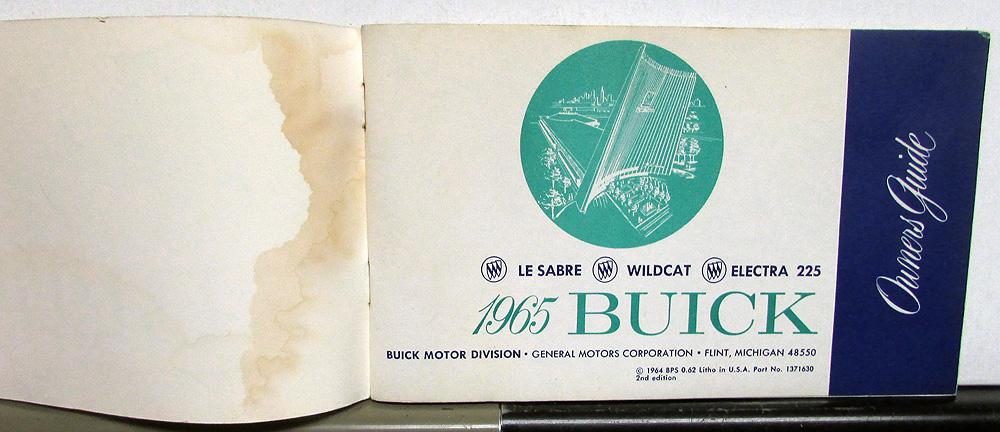 LE SABRE WILDCAT ELECTRA 225
1965 BUICK
BUICK MOTOR DIVISION • GENERAL MOTORS CORPORATION • FLINT, MICHIGAN 48550
© 1964 BPS 0.62 Litho in U.S.A. Part No. 1371630
2nd edition
Owners Guide